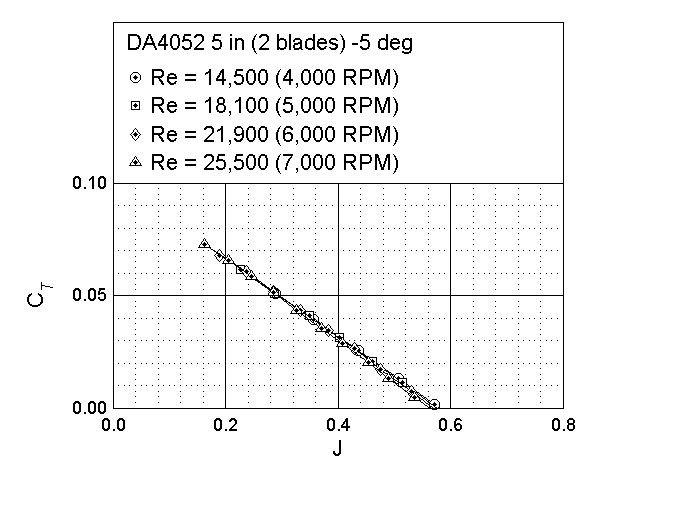 DA4052 5 in (2 blades) -5 deg
Re = 14,500 (4,000 RPM)
Re = 18,100 (5,000 RPM)
Re = 21,900 (6,000 RPM)
Re = 25,500 (7,000 RPM)
0.10
C_T
0.05
0.00
0.0 0.2 0.4 0.6 0.8
J